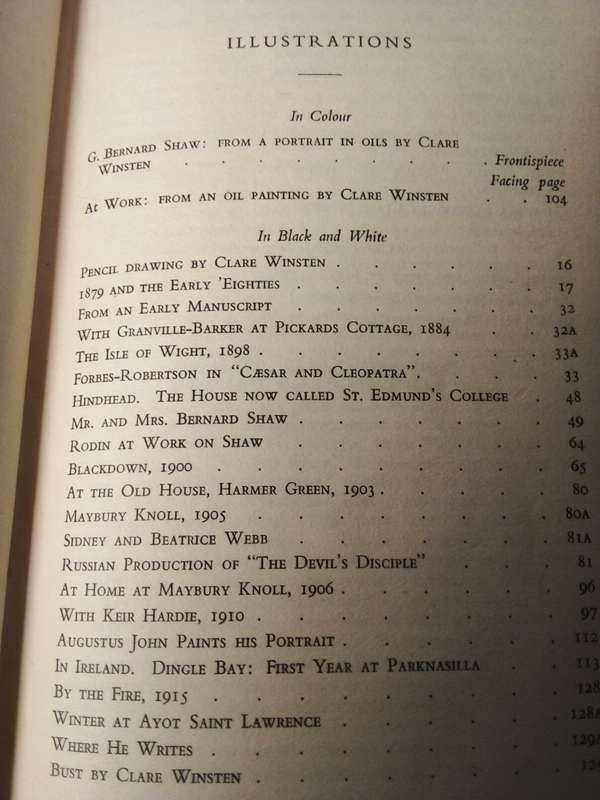 ILLUSTRATIONS
In Colour
G. BERNARD SHAW: FROM A PORTRAIT IN OILS BY CLARE
WINSTEN . . . . . . . . . Frontispiece
Facing page
AT WORK: FROM AN OIL PAINTING BY CLARE WINSTEN . . 104
In Black and White
PENCIL DRAWING BY CLARE WINSTEN . . . . . . 16
1879 AND THE EARLY 'EIGHTIES . . . . . . 17
FROM AN EARLY MANUSCRIPT . . . . . . 32
WITH GRANVILLE-BARKER AT PICKARDS COTTAGE, 1884 . . 32A
THE ISLE OF WIGHT, 1898 . . . . . . . 33A
FORBES-ROBERTSON IN "CÆSAR AND CLEOPATRA" . . . . 33
HINDHEAD. THE HOUSE NOW CALLED ST. EDMUND'S COLLEGE . 48
MR. AND MRS. BERNARD SHAW . . . . . . . 49
RODIN AT WORK ON SHAW . . . . . . . 64
BLACKDOWN, 1900 . . . . . . . . 65
AT THE OLD HOUSE, HARMER GREEN, 1903 . . . . . 80
MAYBURY KNOLL, 1905 . . . . . . . 80A
SIDNEY AND BEATRICE WEBB . . . . . . 81A
RUSSIAN PRODUCTION OF "THE DEVIL'S DISCIPLE" . . . 81
AT HOME AT MAYBURY KNOLL, 1906 . . . . . . 96
WITH KEIR HARDIE, 1910 . . . . . . . . 97
AUGUSTUS JOHN PAINTS HIS PORTRAIT . . . . . . 112
IN IRELAND. DINGLE BAY: FIRST YEAR AT PARKNASILLA . . 113
BY THE FIRE, 1915 . . . . . . . . . 128
WINTER AT AYOT SAINT LAWRENCE . . . . . . 128A
WHERE HE WRITES . . . . . . . . . 129A
BUST BY CLARE WINSTEN . . . . . . . .